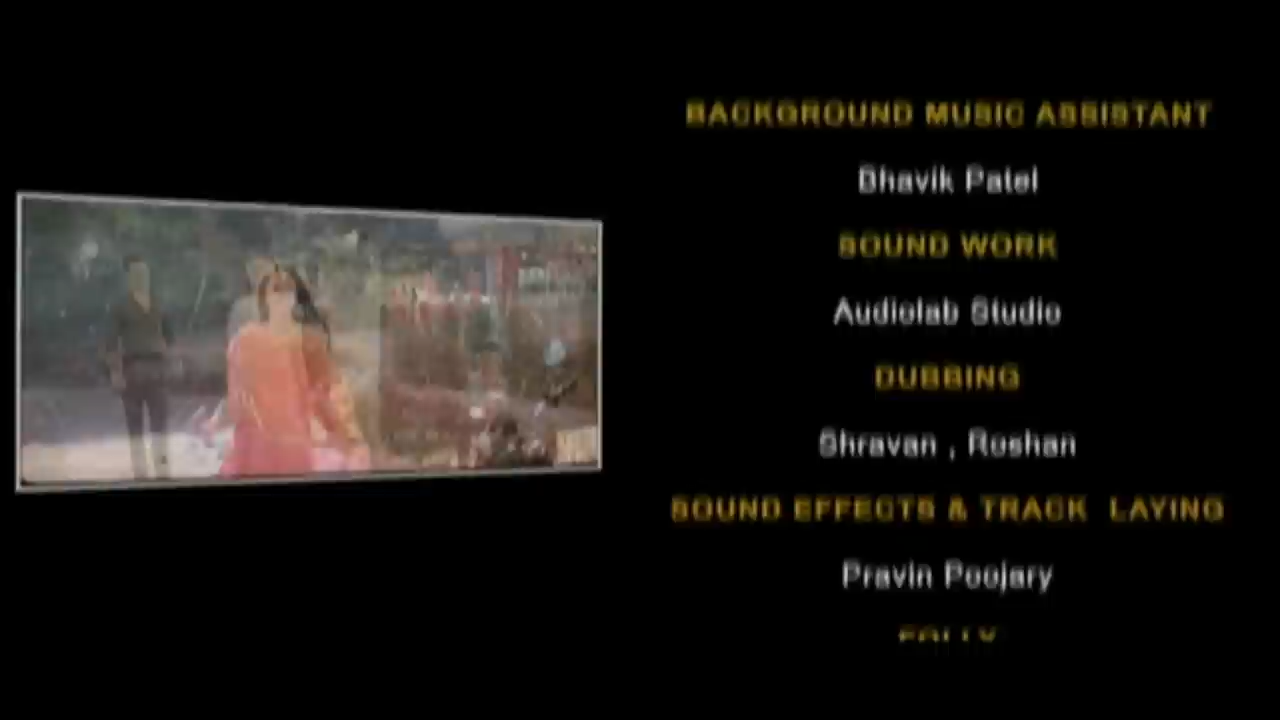 BACKGROUND MUSIC ASSISTANT
Bhavik Patel
SOUND WORK
Audiolab Studio
DUBBING
Shravan , Roshan
SOUND EFFECTS & TRACK LAYING
Pravin Poojary